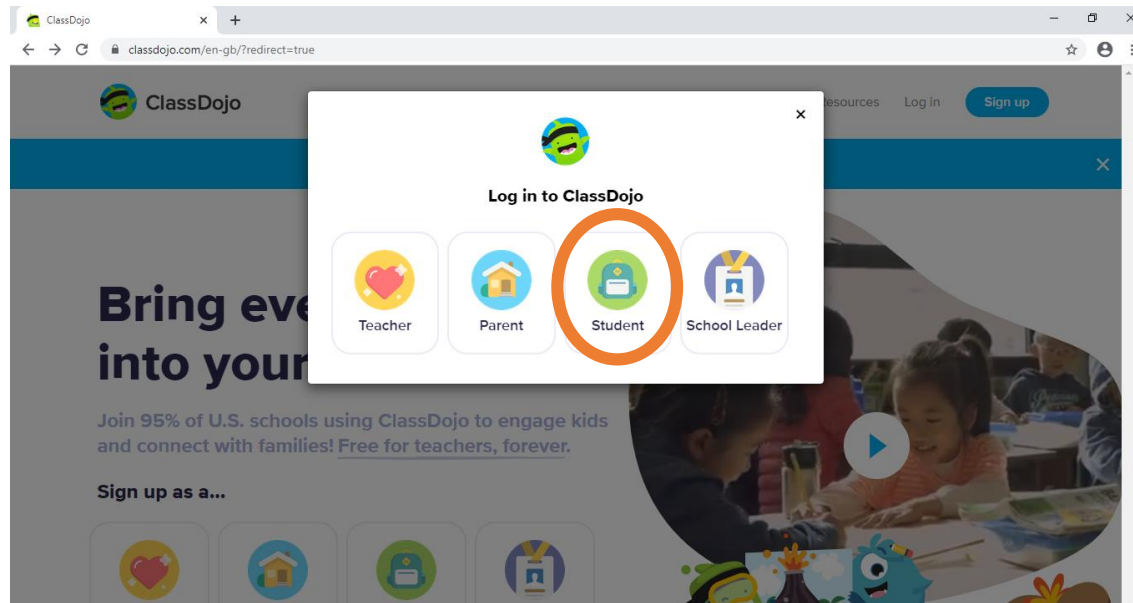 ClassDojo
classdojo.com/en-gb/?redirect=true
ClassDojo
esources Log in Sign up
Log in to ClassDojo
Teacher Parent Student School Leader
Bring eve
into your
Join 95% of U.S. schools using ClassDojo to engage kids
and connect with families! Free for teachers, forever.
Sign up as a...